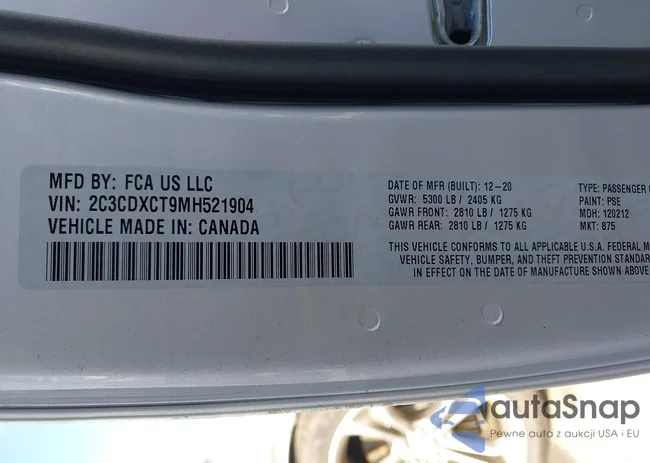 MFD BY: FCA US LLC
VIN: 2C3CDXCT9MH521904
VEHICLE MADE IN: CANADA
DATE OF MFR (BUILT): 12-20
GVWR: 5300 LB / 2405 KG
GAWR FRONT: 2810 LB / 1275 KG
GAWR REAR: 2810 LB / 1275 KG
TYPE: PASSENGER
PAINT: PSE
MDH: 120212
MKT: 875
THIS VEHICLE CONFORMS TO ALL APPLICABLE U.S.A. FEDERAL M
VEHICLE SAFETY, BUMPER, AND THEFT PREVENTION STANDAR
IN EFFECT ON THE DATE OF MANUFACTURE SHOWN ABOVE
autaSnap
Pewne auta z aukcji USA i EU